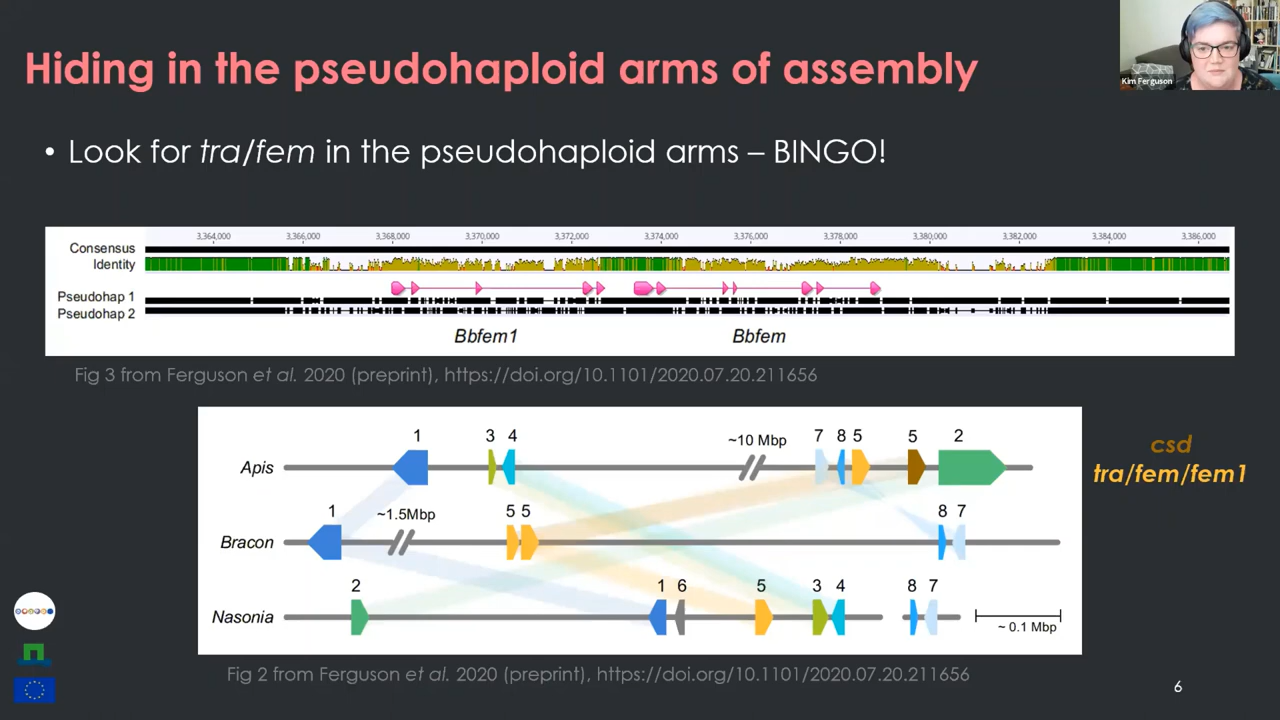 Hiding in the pseudohaploid arms of assembly
Kim Ferguson
• Look for tra/fem in the pseudohaploid arms – BINGO!
3,364,000 3,366,000 3,368,000 3,370,000 3,372,000 3,374,000 3,376,000 3,378,000 3,380,000 3,382,000 3,384,000 3,386,000
Consensus
Identity
Pseudohap 1
Pseudohap 2
Bbfem1 Bbfem
Fig 3 from Ferguson et al. 2020 (preprint), https://doi.org/10.1101/2020.07.20.211656
1 3 4 ~10 Mbp 7 8 5 5 2
Apis
csd
tra/fem/fem1
1 ~1.5Mbp 5 5 8 7
Bracon
2 1 6 5 3 4 8 7
Nasonia
~ 0.1 Mbp
Fig 2 from Ferguson et al. 2020 (preprint), https://doi.org/10.1101/2020.07.20.211656
6